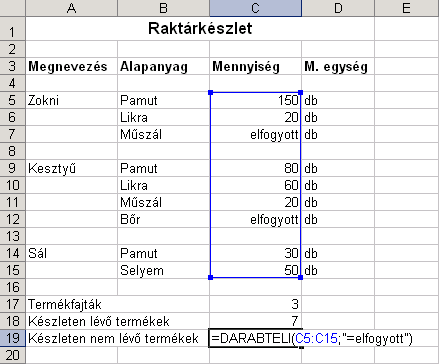 A B C D E
1 Raktárkészlet
2
3 Megnevezés Alapanyag Mennyiség M. egység
4
5 Zokni Pamut 150 db
6 Likra 20 db
7 Műszál elfogyott db
8
9 Kesztyű Pamut 80 db
10 Likra 60 db
11 Műszál 20 db
12 Bőr elfogyott db
13
14 Sál Pamut 30 db
15 Selyem 50 db
16
17 Termékfajták 3
18 Készleten lévő termékek 7
19 Készleten nem lévő termékek =DARABTELI(C5:C15;"=elfogyott")
20